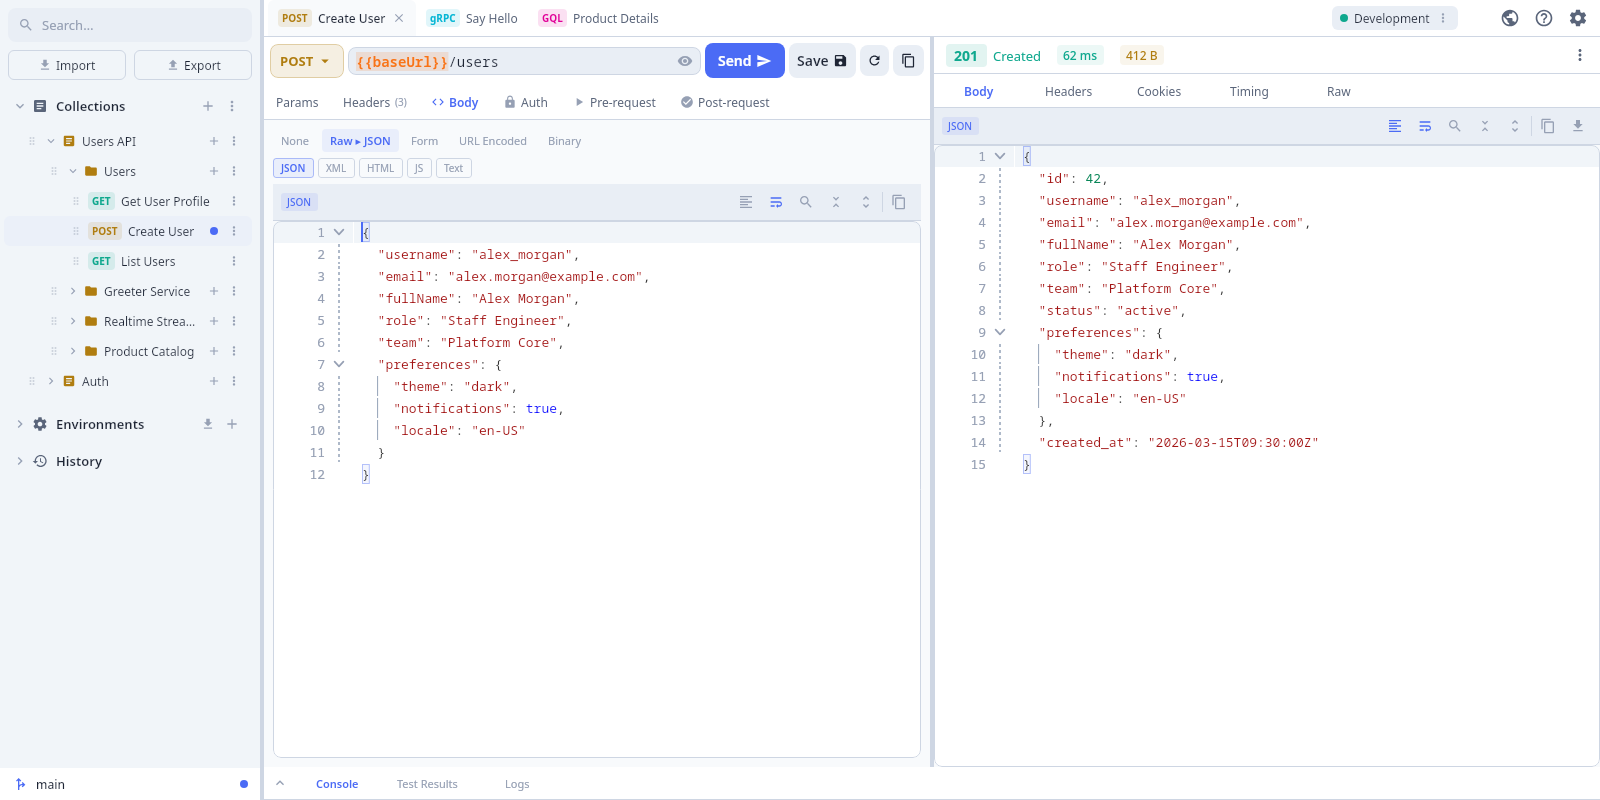 Search...
Import
Export
Collections
Users API
Users
GET Get User Profile
POST Create User
GET List Users
Greeter Service
Realtime Strea...
Product Catalog
Auth
Environments
History
main
POST Create User
gRPC Say Hello
GQL Product Details
Development
POST
{{baseUrl}}/users
Send
Save
Params
Headers (3)
Body
Auth
Pre-request
Post-request
None
Raw ▸ JSON
Form
URL Encoded
Binary
JSON
XML
HTML
JS
Text
JSON
1 {
2 "username": "alex_morgan",
3 "email": "alex.morgan@example.com",
4 "fullName": "Alex Morgan",
5 "role": "Staff Engineer",
6 "team": "Platform Core",
7 "preferences": {
8 "theme": "dark",
9 "notifications": true,
10 "locale": "en-US"
11 }
12 }
Console
Test Results
Logs
201 Created
62 ms
412 B
Body
Headers
Cookies
Timing
Raw
JSON
1 {
2 "id": 42,
3 "username": "alex_morgan",
4 "email": "alex.morgan@example.com",
5 "fullName": "Alex Morgan",
6 "role": "Staff Engineer",
7 "team": "Platform Core",
8 "status": "active",
9 "preferences": {
10 "theme": "dark",
11 "notifications": true,
12 "locale": "en-US"
13 },
14 "created_at": "2026-03-15T09:30:00Z"
15 }